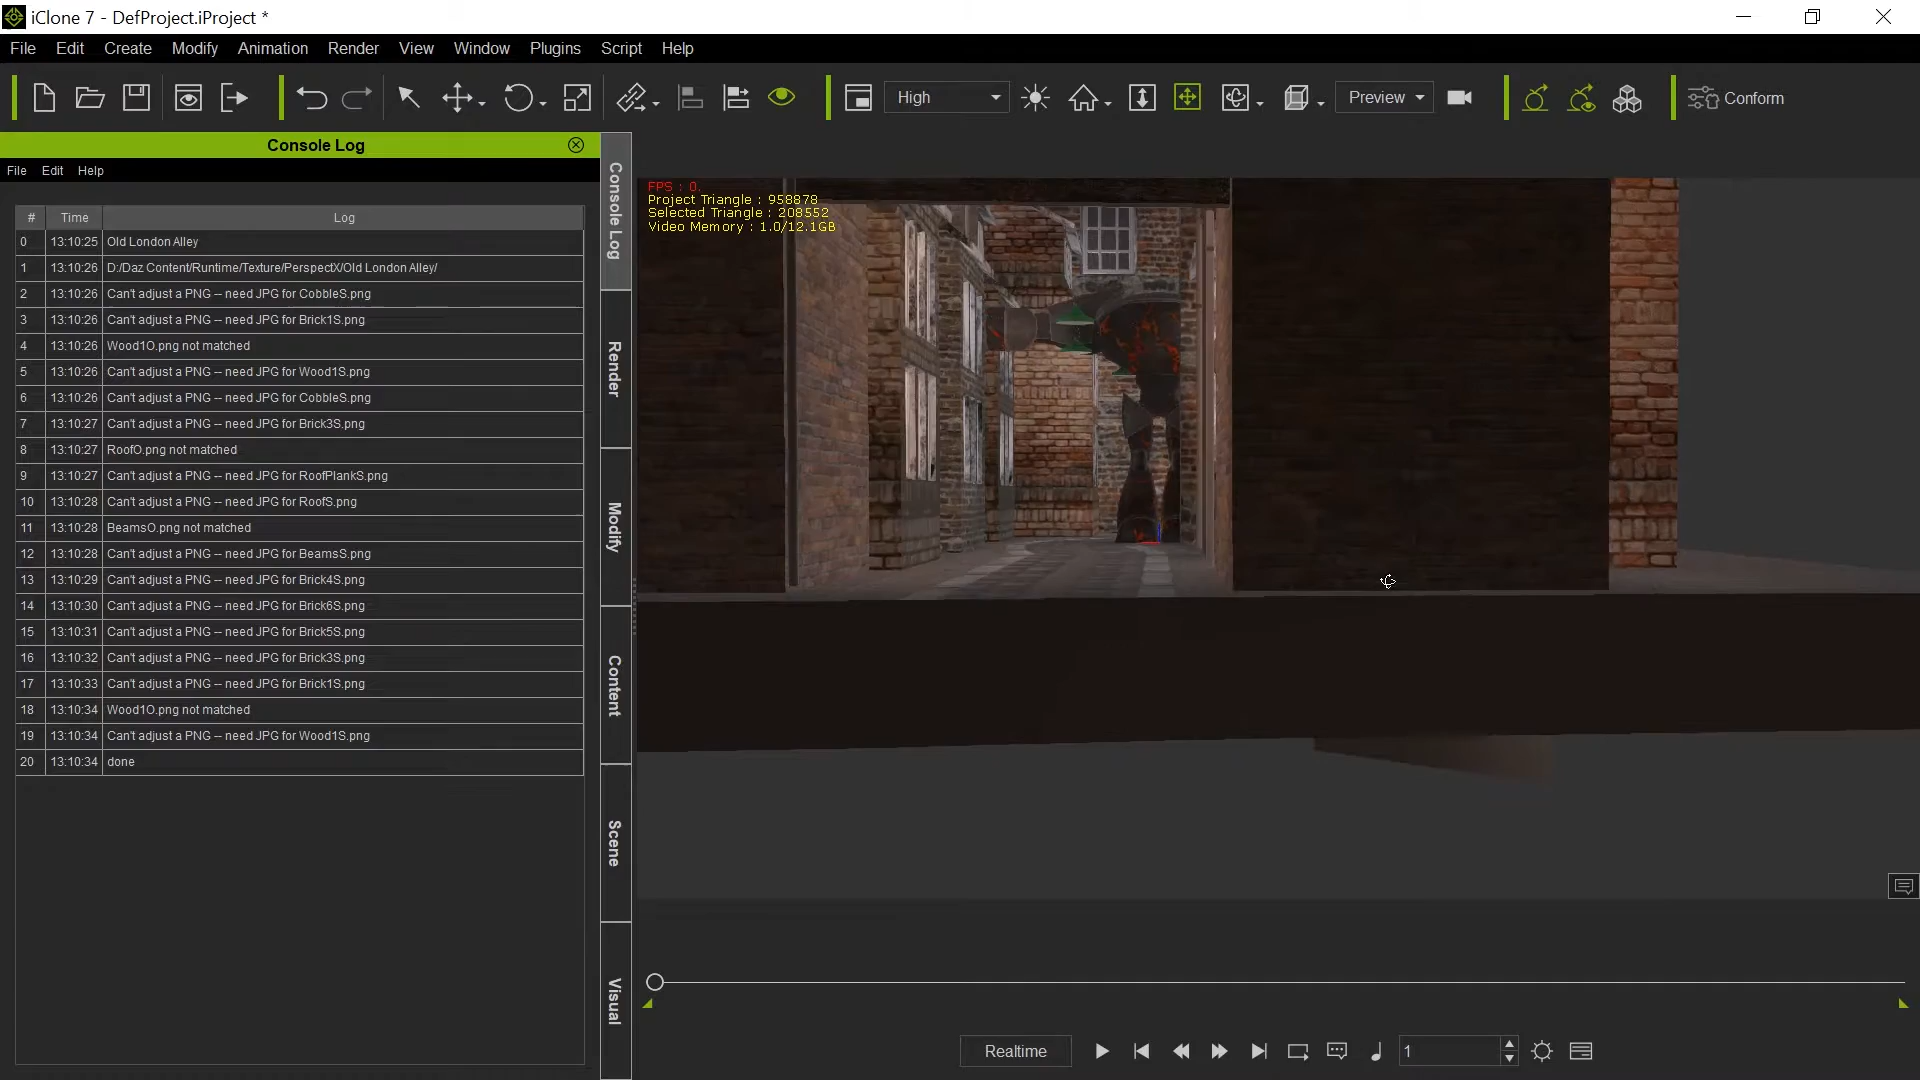 iClone 7 - DefProject.iProject *
File Edit Create Modify Animation Render View Window Plugins Script Help
High
Preview
Conform
Console Log
File Edit Help
# Time Log
0 13:10:25 Old London Alley
1 13:10:26 D:/Daz Content/Runtime/Texture/PerspectX/Old London Alley/
2 13:10:26 Can't adjust a PNG -- need JPG for CobbleS.png
3 13:10:26 Can't adjust a PNG -- need JPG for Brick1S.png
4 13:10:26 Wood1O.png not matched
5 13:10:26 Can't adjust a PNG -- need JPG for Wood1S.png
6 13:10:26 Can't adjust a PNG -- need JPG for CobbleS.png
7 13:10:27 Can't adjust a PNG -- need JPG for Brick3S.png
8 13:10:27 RoofO.png not matched
9 13:10:27 Can't adjust a PNG -- need JPG for RoofPlankS.png
10 13:10:28 Can't adjust a PNG -- need JPG for RoofS.png
11 13:10:28 BeamsO.png not matched
12 13:10:28 Can't adjust a PNG -- need JPG for BeamsS.png
13 13:10:29 Can't adjust a PNG -- need JPG for Brick4S.png
14 13:10:30 Can't adjust a PNG -- need JPG for Brick6S.png
15 13:10:31 Can't adjust a PNG -- need JPG for Brick5S.png
16 13:10:32 Can't adjust a PNG -- need JPG for Brick3S.png
17 13:10:33 Can't adjust a PNG -- need JPG for Brick1S.png
18 13:10:34 Wood1O.png not matched
19 13:10:34 Can't adjust a PNG -- need JPG for Wood1S.png
20 13:10:34 done
Console Log
Render
Modify
Content
Scene
Visual
FPS : 0.
Project Triangle : 958878
Selected Triangle : 208552
Video Memory : 1.0/12.1GB
Realtime
1